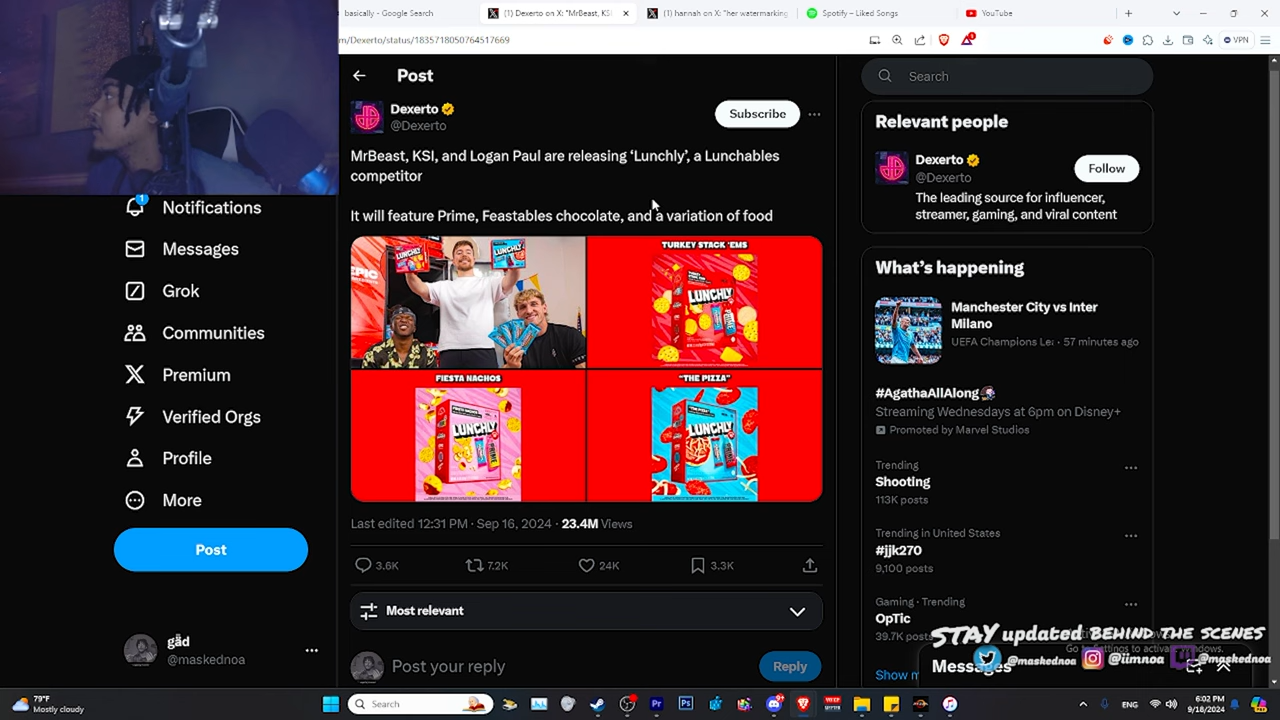 basically - Google Search
(1) Dexerto on X: "MrBeast, KS
(1) hannah on X: "her watermarking
Spotify – Liked Songs
YouTube
m/Dexerto/status/1835718050764517669
VPN
Post
Dexerto
@Dexerto
Subscribe
MrBeast, KSI, and Logan Paul are releasing ‘Lunchly’, a Lunchables
competitor
It will feature Prime, Feastables chocolate, and a variation of food
TURKEY STACK 'EMS
LUNCHLY
FIESTA NACHOS
LUNCHLY
"THE PIZZA"
LUNCHLY
Last edited 12:31 PM · Sep 16, 2024 · 23.4M Views
3.6K
7.2K
24K
3.3K
Most relevant
Post your reply
Reply
1
Notifications
Messages
Grok
Communities
Premium
Verified Orgs
Profile
More
Post
gäd
@maskednoa
Search
Relevant people
Dexerto
@Dexerto
Follow
The leading source for influencer,
streamer, gaming, and viral content
What’s happening
Manchester City vs Inter
Milano
UEFA Champions Le · 57 minutes ago
#AgathaAllAlong
Streaming Wednesdays at 6pm on Disney+
Promoted by Marvel Studios
Trending
Shooting
113K posts
Trending in United States
#jjk270
9,100 posts
Gaming · Trending
OpTic
39.7K posts
Show m
STAY updated BEHIND THE SCENES
Go to Settings to activate Windows.
Messages
@maskednoa
@iimnoa
@maskednoa
79°F
Mostly cloudy
Search
ENG
6:02 PM
9/18/2024